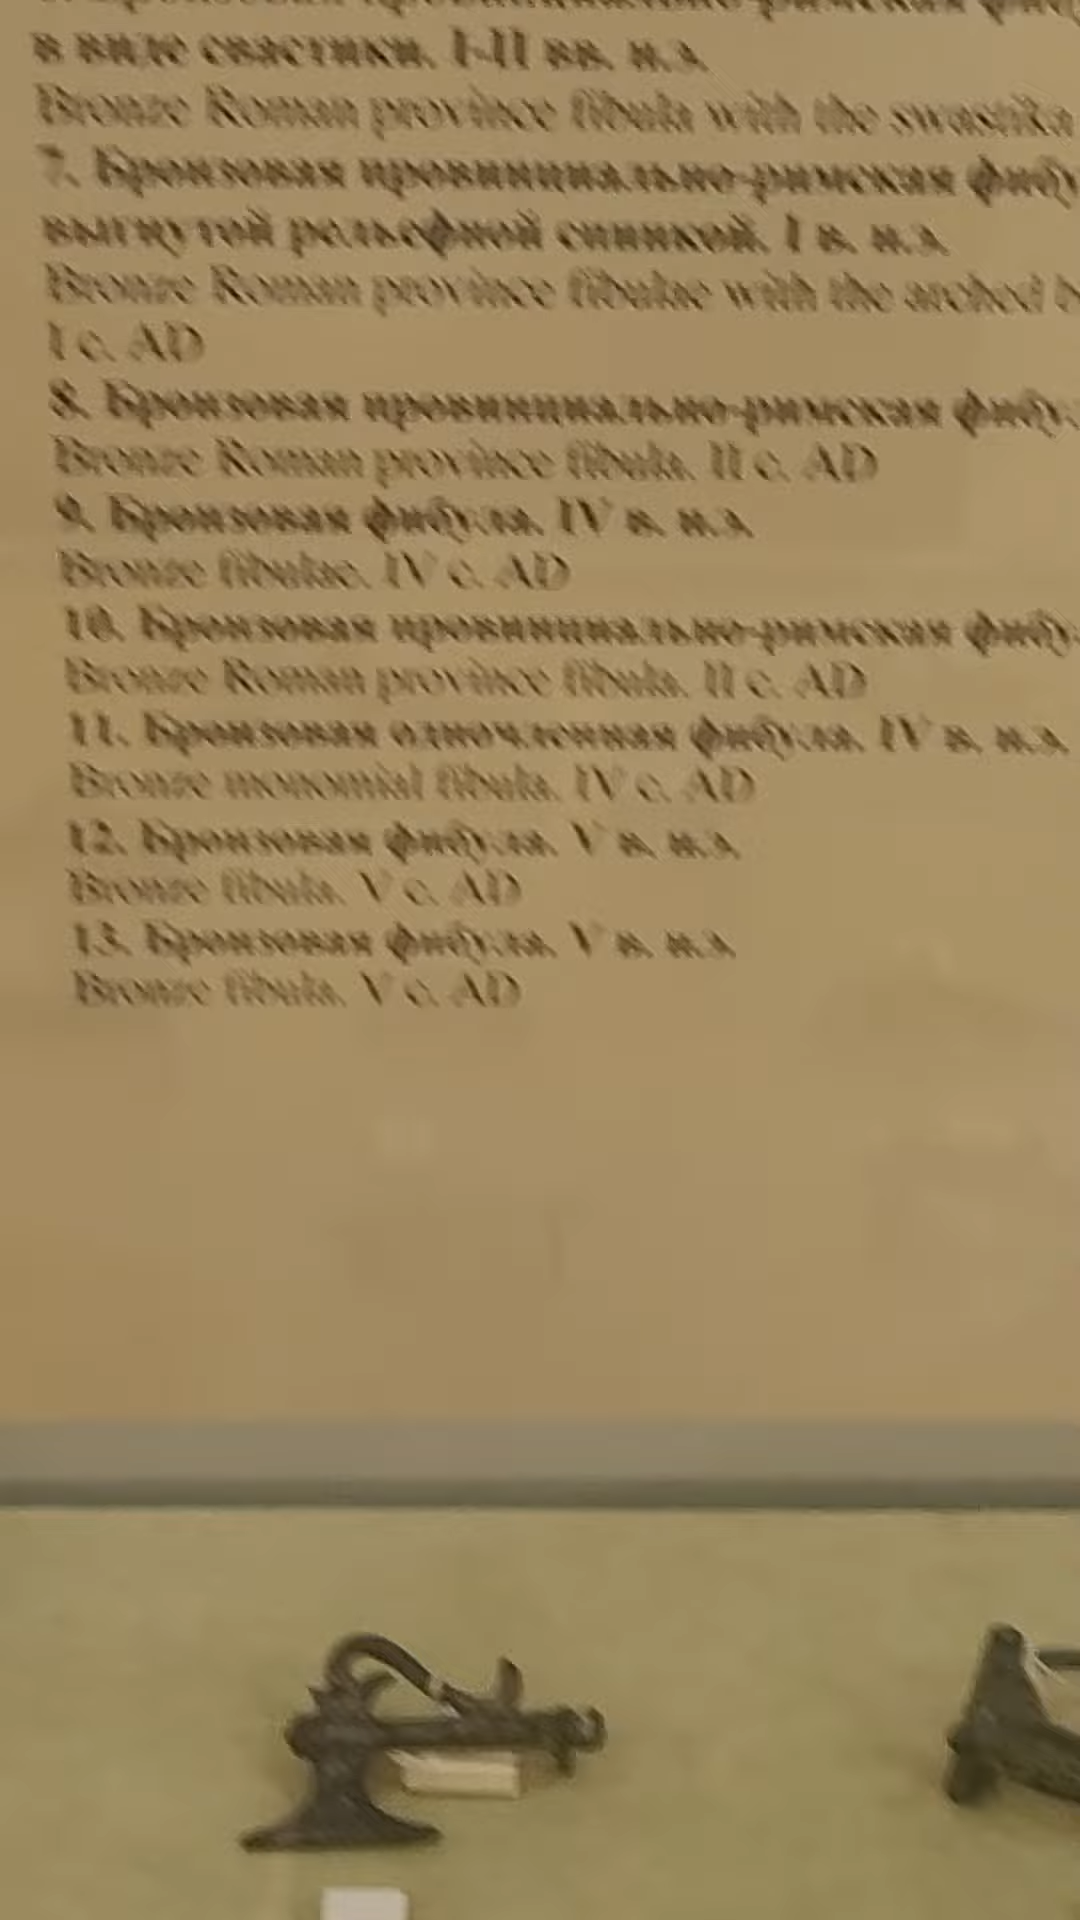 в виде свастики. I-II вв. н.э.
Bronze Roman province fibula with the swastika
7. Бронзовая провинциально-римская фибу
выгнутой рельефной спинкой. I в. н.э.
Bronze Roman province fibulae with the arched
I c. AD
8. Бронзовая провинциально-римская фибу
Bronze Roman province fibula. II c. AD
9. Бронзовая фибула. IV в. н.э.
Bronze fibulae. IV c. AD
10. Бронзовая провинциально-римская фибу
Bronze Roman province fibula. II c. AD
11. Бронзовая одночленная фибула. IV в. н.э.
Bronze monomial fibula. IV c. AD
12. Бронзовая фибула. V в. н.э.
Bronze fibula. V c. AD
13. Бронзовая фибула. V в. н.э.
Bronze fibula. V c. AD